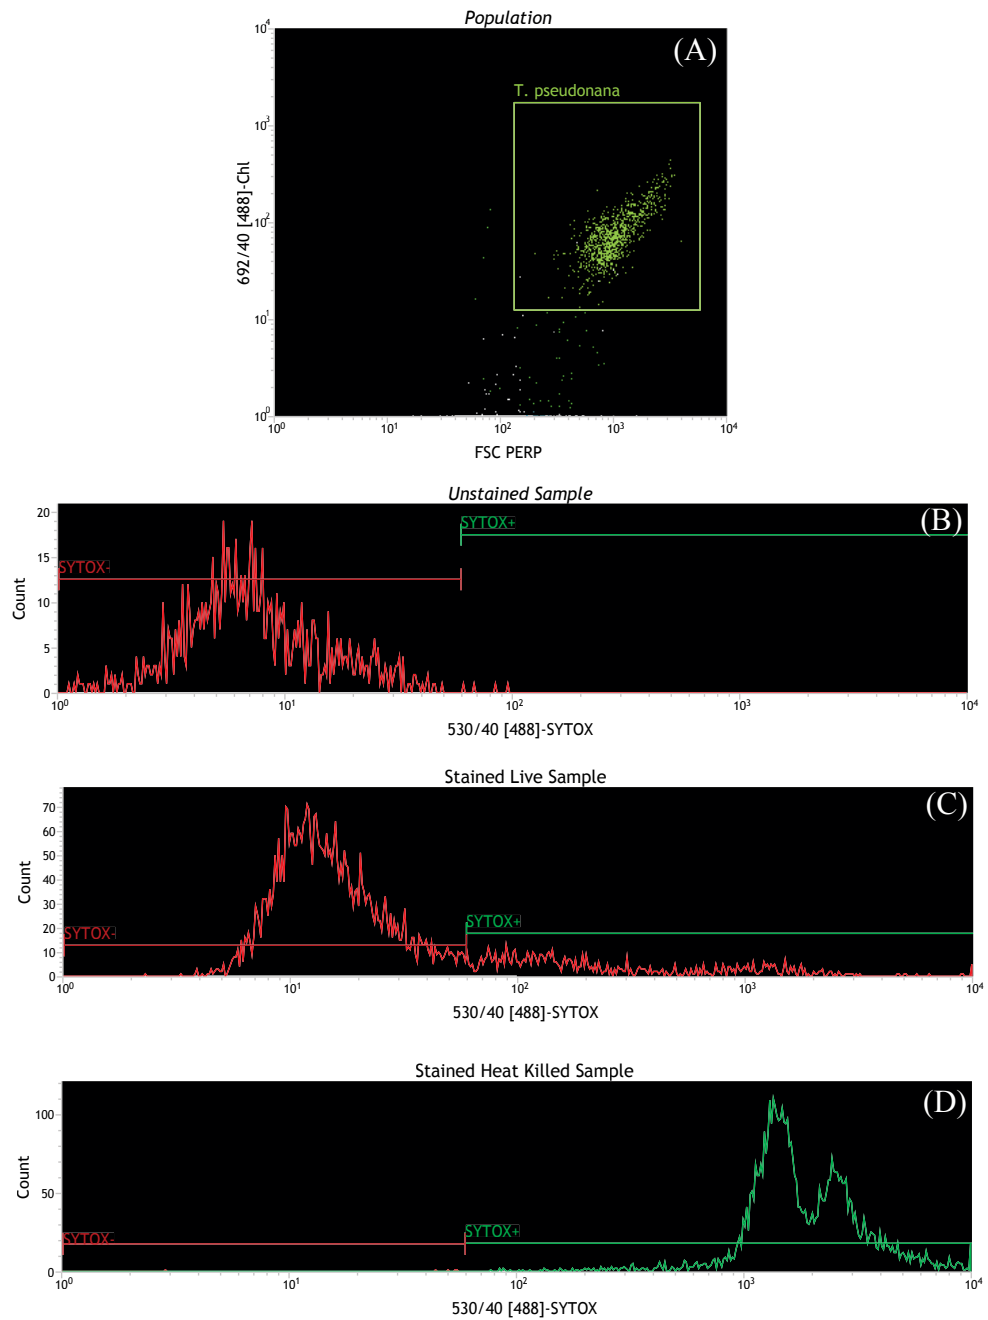 Population
(A)
T. pseudonana
10^4
10^3
10^2
10^1
10^0
692/40 [488]-Chl
10^0 10^1 10^2 10^3 10^4
FSC PERP
Unstained Sample
(B)
SYTOX+
SYTOX-
20
15
10
5
0
Count
10^0 10^1 10^2 10^3 10^4
530/40 [488]-SYTOX
Stained Live Sample
(C)
SYTOX+
SYTOX-
70
60
50
40
30
20
10
0
Count
10^0 10^1 10^2 10^3 10^4
530/40 [488]-SYTOX
Stained Heat Killed Sample
(D)
SYTOX+
SYTOX-
100
50
0
Count
10^0 10^1 10^2 10^3 10^4
530/40 [488]-SYTOX